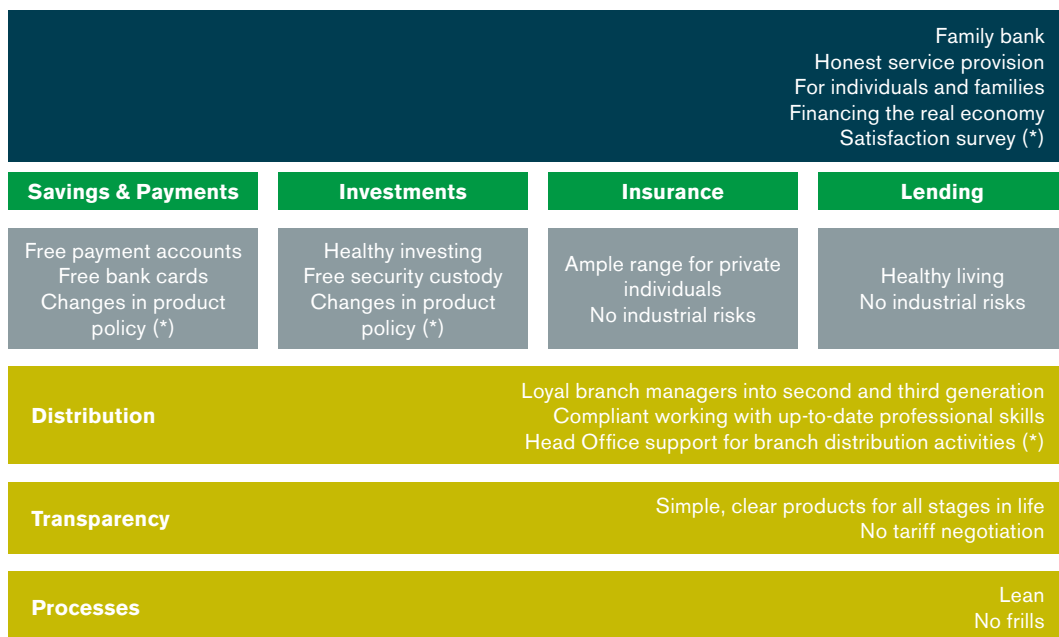 Family bank
Honest service provision
For individuals and families
Financing the real economy
Satisfaction survey (*)
Savings & Payments
Free payment accounts
Free bank cards
Changes in product
policy (*)
Investments
Healthy investing
Free security custody
Changes in product
policy (*)
Insurance
Ample range for private
individuals
No industrial risks
Lending
Healthy living
No industrial risks
Distribution
Loyal branch managers into second and third generation
Compliant working with up-to-date professional skills
Head Office support for branch distribution activities (*)
Transparency
Simple, clear products for all stages in life
No tariff negotiation
Processes
Lean
No frills